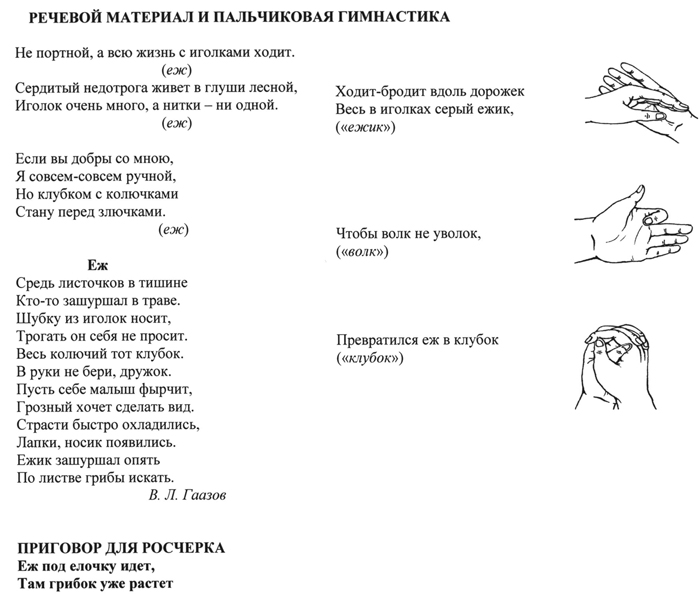 РЕЧЕВОЙ МАТЕРИАЛ И ПАЛЬЧИКОВАЯ ГИМНАСТИКА
Не портной, а всю жизнь с иголками ходит.
(еж)
Сердитый недотрога живет в глуши лесной,
Иголок очень много, а нитки – ни одной.
(еж)
Если вы добры со мною,
Я совсем-совсем ручной,
Но клубком с колючками
Стану перед злючками.
(еж)
Еж
Средь листочков в тишине
Кто-то зашуршал в траве.
Шубку из иголок носит,
Трогать он себя не просит.
Весь колючий тот клубок.
В руки не бери, дружок.
Пусть себе малыш фырчит,
Грозный хочет сделать вид.
Страсти быстро охладились,
Лапки, носик появились.
Ежик зашуршал опять
По листве грибы искать.
В. Л. Гаазов
Ходит-бродит вдоль дорожек
Весь в иголках серый ежик,
(«ежик»)
Чтобы волк не уволок,
(«волк»)
Превратился еж в клубок
(«клубок»)
ПРИГОВОР ДЛЯ РОСЧЕРКА
Еж под елочку идет,
Там грибок уже растет